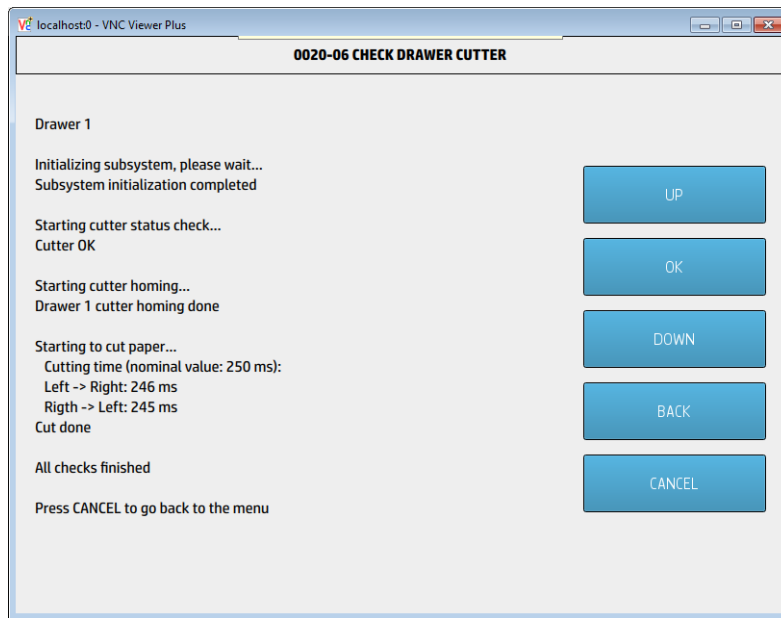 localhost:0 - VNC Viewer Plus
0020-06 CHECK DRAWER CUTTER
Drawer 1
Initializing subsystem, please wait...
Subsystem initialization completed
Starting cutter status check...
Cutter OK
Starting cutter homing...
Drawer 1 cutter homing done
Starting to cut paper...
Cutting time (nominal value: 250 ms):
Left -> Right: 246 ms
Rigth -> Left: 245 ms
Cut done
All checks finished
Press CANCEL to go back to the menu
UP
OK
DOWN
BACK
CANCEL